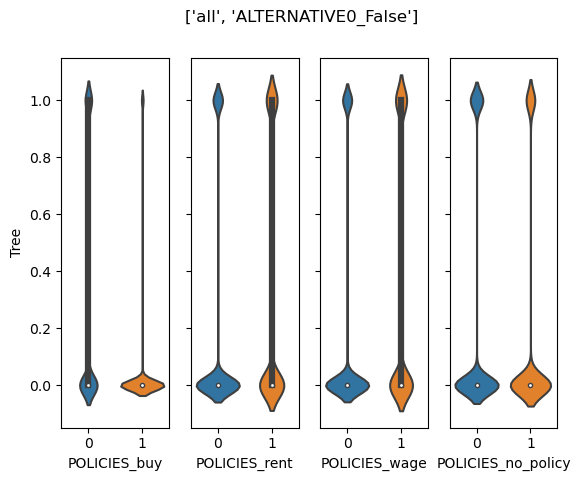 ['all', 'ALTERNATIVE0_False']
1.0
0.8
0.6
0.4
0.2
0.0
Tree
0 1 0 1 0 1 0 1
POLICIES_buy POLICIES_rent POLICIES_wage POLICIES_no_policy